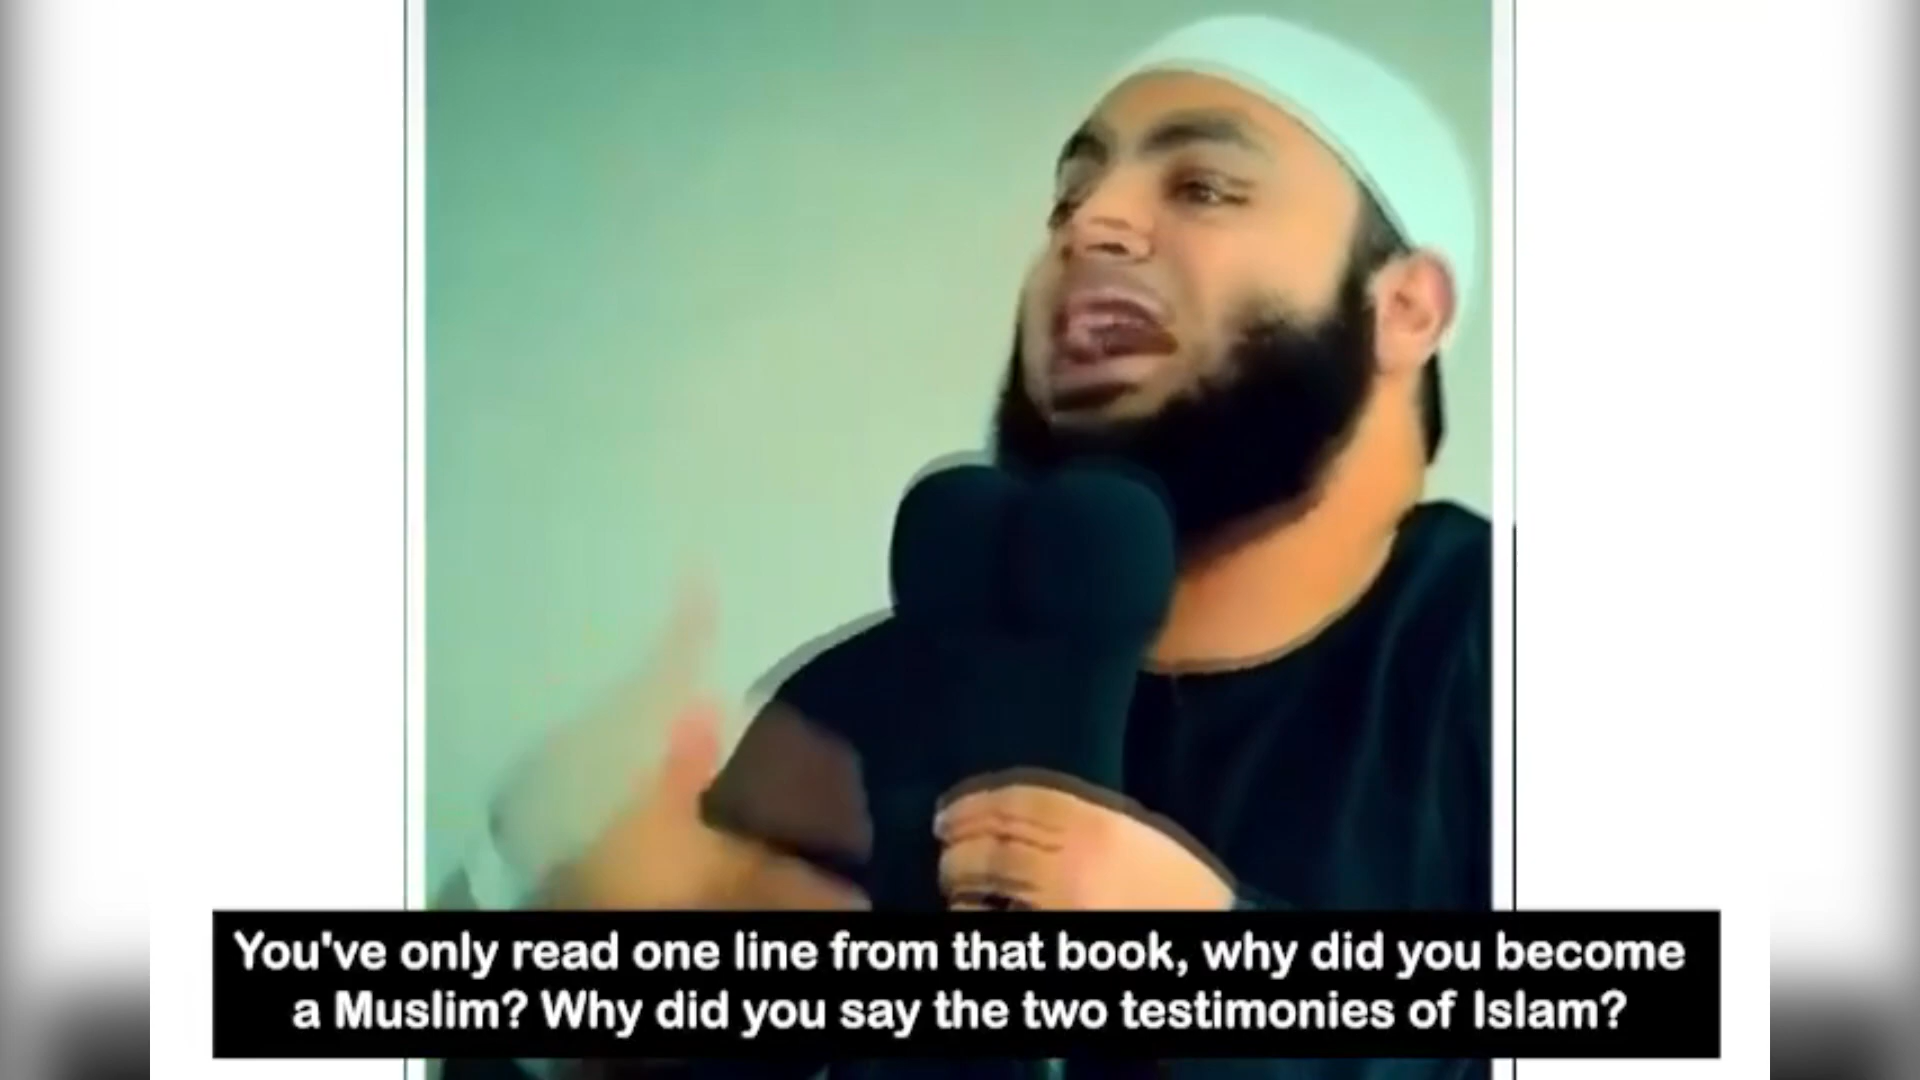 You've only read one line from that book, why did you become
a Muslim? Why did you say the two testimonies of Islam?